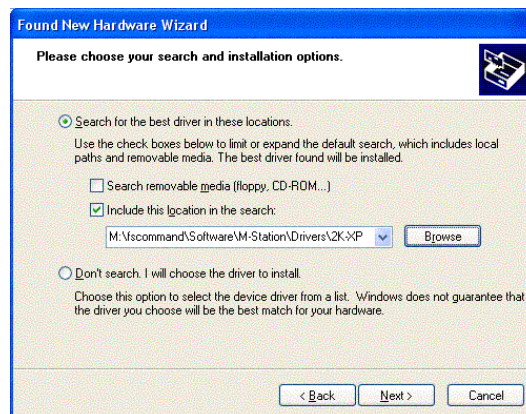 Found New Hardware Wizard
Please choose your search and installation options.
Search for the best driver in these locations.
Use the check boxes below to limit or expand the default search, which includes local
paths and removable media. The best driver found will be installed.
Search removable media (floppy, CD-ROM...)
Include this location in the search:
M:\fscommand\Software\M-Station\Drivers\2K-XP
Browse
Don't search. I will choose the driver to install.
Choose this option to select the device driver from a list. Windows does not guarantee that
the driver you choose will be the best match for your hardware.
< Back Next > Cancel